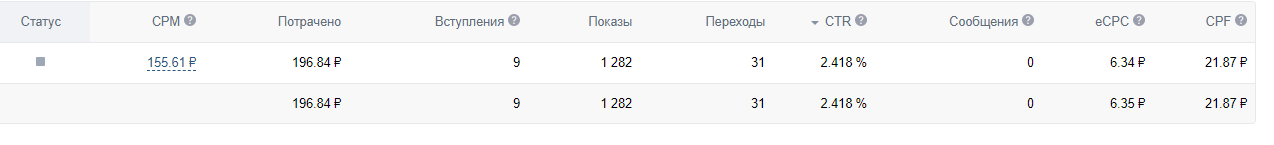 Статус CPM ? Потрачено Вступления ? Показы Переходы CTR ? Сообщения ? eCPC ? CPF ?
155.61 ₽ 196.84 ₽ 9 1 282 31 2.418 % 0 6.34 ₽ 21.87 ₽
196.84 ₽ 9 1 282 31 2.418 % 0 6.35 ₽ 21.87 ₽